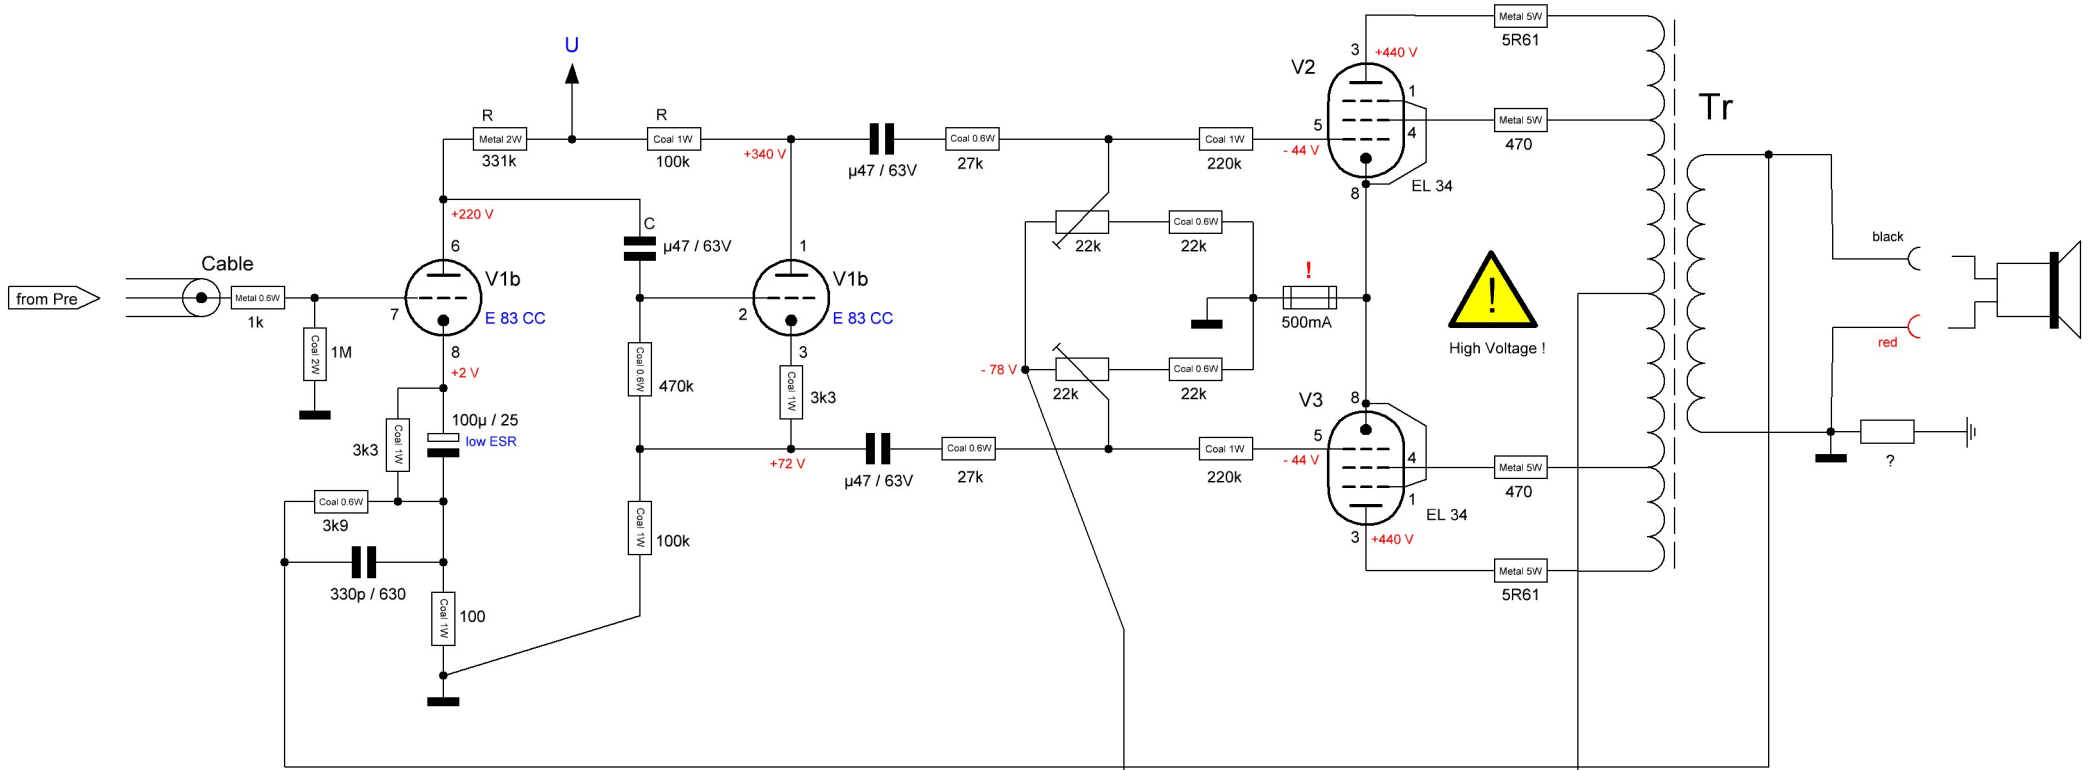 U
R
Metal 2W
331k
R
Coal 1W
100k
+340 V
µ47 / 63V
Coal 0.6W
27k
Coal 1W
220k
V2
3
+440 V
1
5
4
- 44 V
8
EL 34
Metal 5W
5R61
Metal 5W
470
Tr
+220 V
C
µ47 / 63V
6
V1b
7
E 83 CC
8
+2 V
1
V1b
2
E 83 CC
3
Cable
from Pre
Metal 0.6W
1k
Coal 2W
1M
Coal 0.6W
470k
Coal 1W
3k3
22k
Coal 0.6W
22k
!
500mA
- 78 V
22k
Coal 0.6W
22k
!
High Voltage !
black
red
?
100µ / 25
low ESR
Coal 1W
3k3
Coal 0.6W
3k9
330p / 630
Coal 1W
100
Coal 1W
100k
+72 V
µ47 / 63V
Coal 0.6W
27k
Coal 1W
220k
V3
8
5
4
- 44 V
1
EL 34
3
+440 V
Metal 5W
470
Metal 5W
5R61